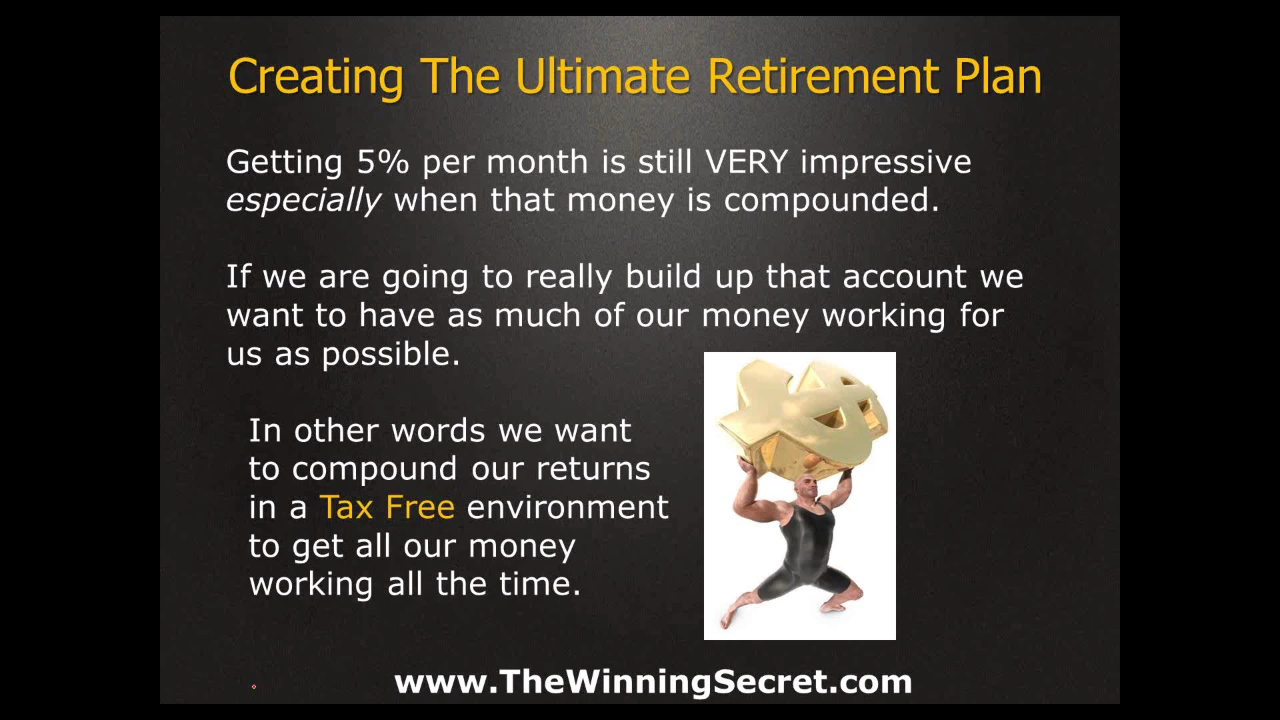 Creating The Ultimate Retirement Plan
Getting 5% per month is still VERY impressive
especially when that money is compounded.
If we are going to really build up that account we
want to have as much of our money working for
us as possible.
In other words we want
to compound our returns
in a Tax Free environment
to get all our money
working all the time.
www.TheWinningSecret.com